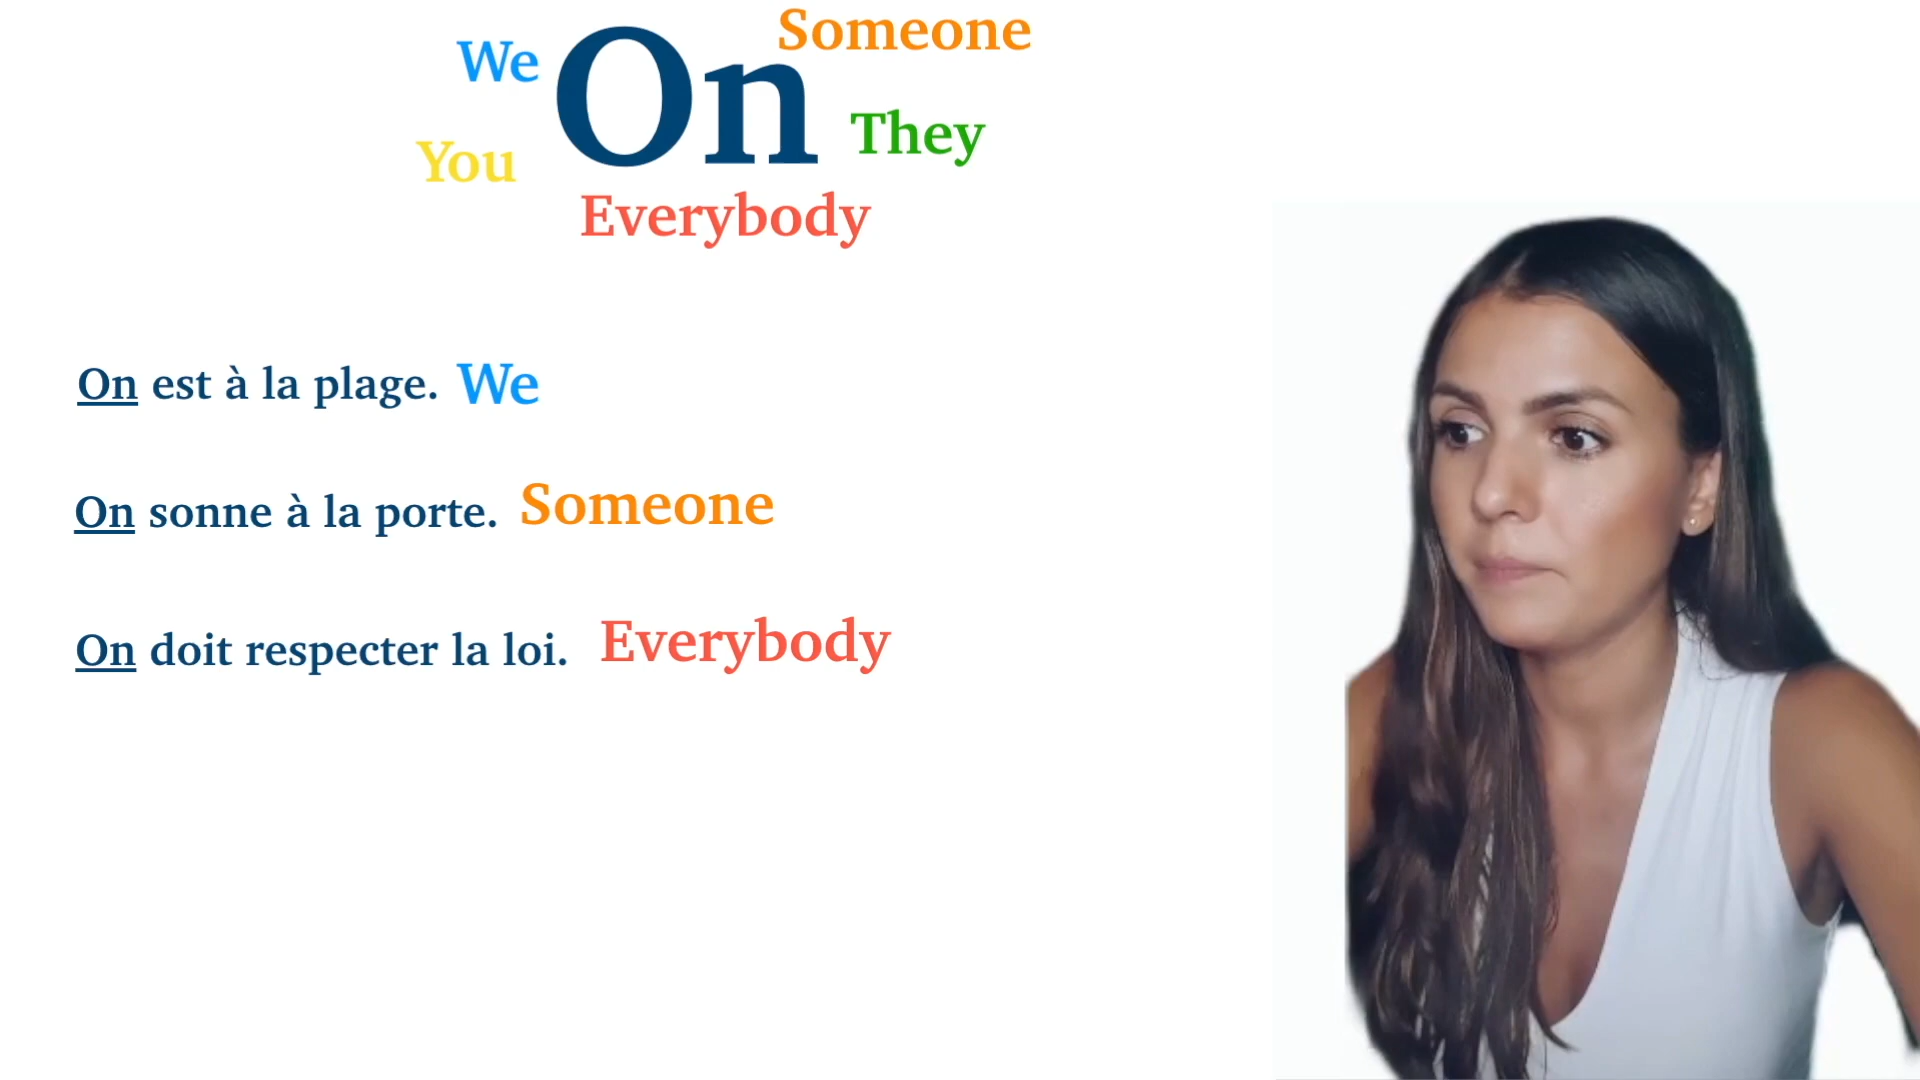 Someone
We On
They
You
Everybody
On est à la plage. We
On sonne à la porte. Someone
On doit respecter la loi. Everybody